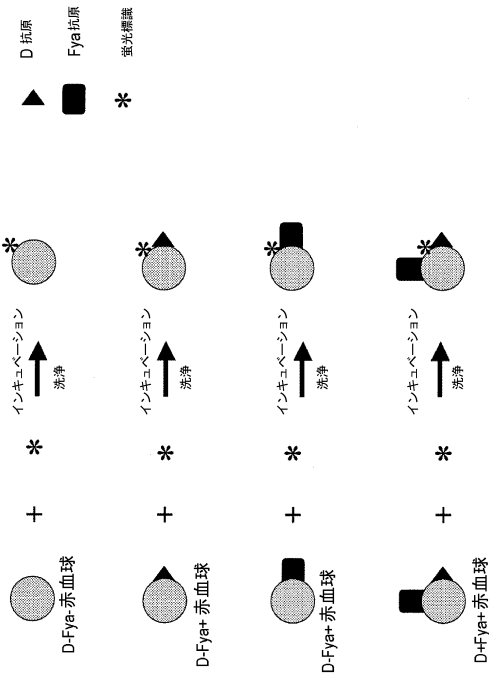 D 抗原
Fya抗原
蛍光標識
D-Fya-赤血球
+
*
インキュベーション
洗浄
D-Fya+ 赤血球
+
*
インキュベーション
洗浄
D-Fya+ 赤血球
+
*
インキュベーション
洗浄
D+Fya+ 赤血球
+
*
インキュベーション
洗浄